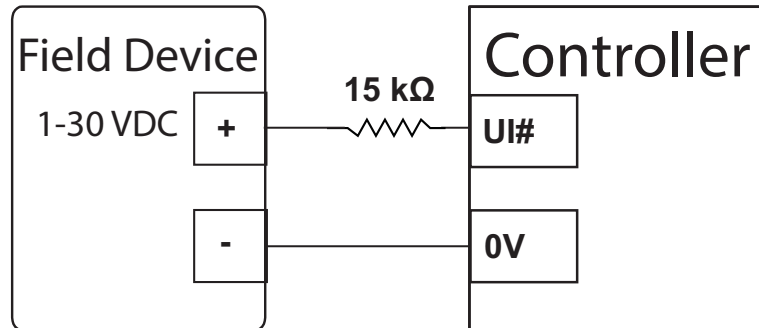 Field Device
Controller
15 kΩ
1-30 VDC
+
UI#
-
0V